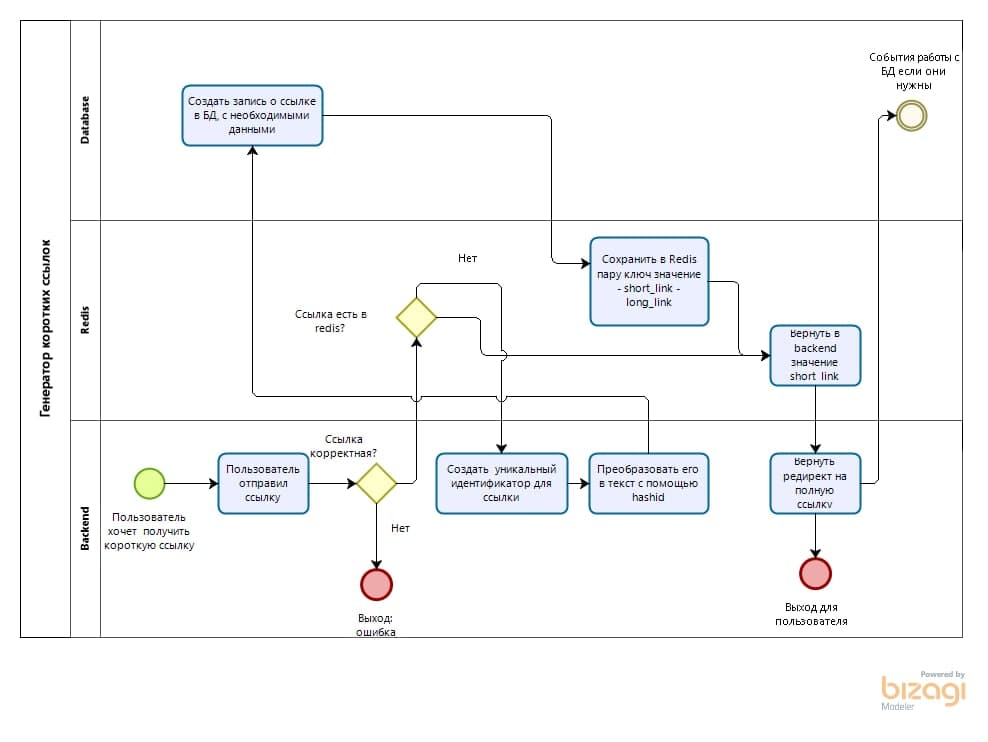 Генератор коротких ссылок
Database
События работы с
БД если они
нужны
Создать запись о ссылке
в БД, с необходимыми
данными
Redis
Нет
Ссылка есть в
redis?
Сохранить в Redis
пару ключ значение
- short_link -
long_link
Вернуть в
backend
значение
short_link
Backend
Пользователь
хочет получить
короткую ссылку
Пользователь
отправил
ссылку
Ссылка
корректная?
Нет
Выход:
ошибка
Создать уникальный
идентификатор для
ссылки
Преобразовать его
в текст с помощью
hashid
Вернуть
редирект на
полную
ссылку
Выход для
пользователя
Powered by
bizagi
Modeler